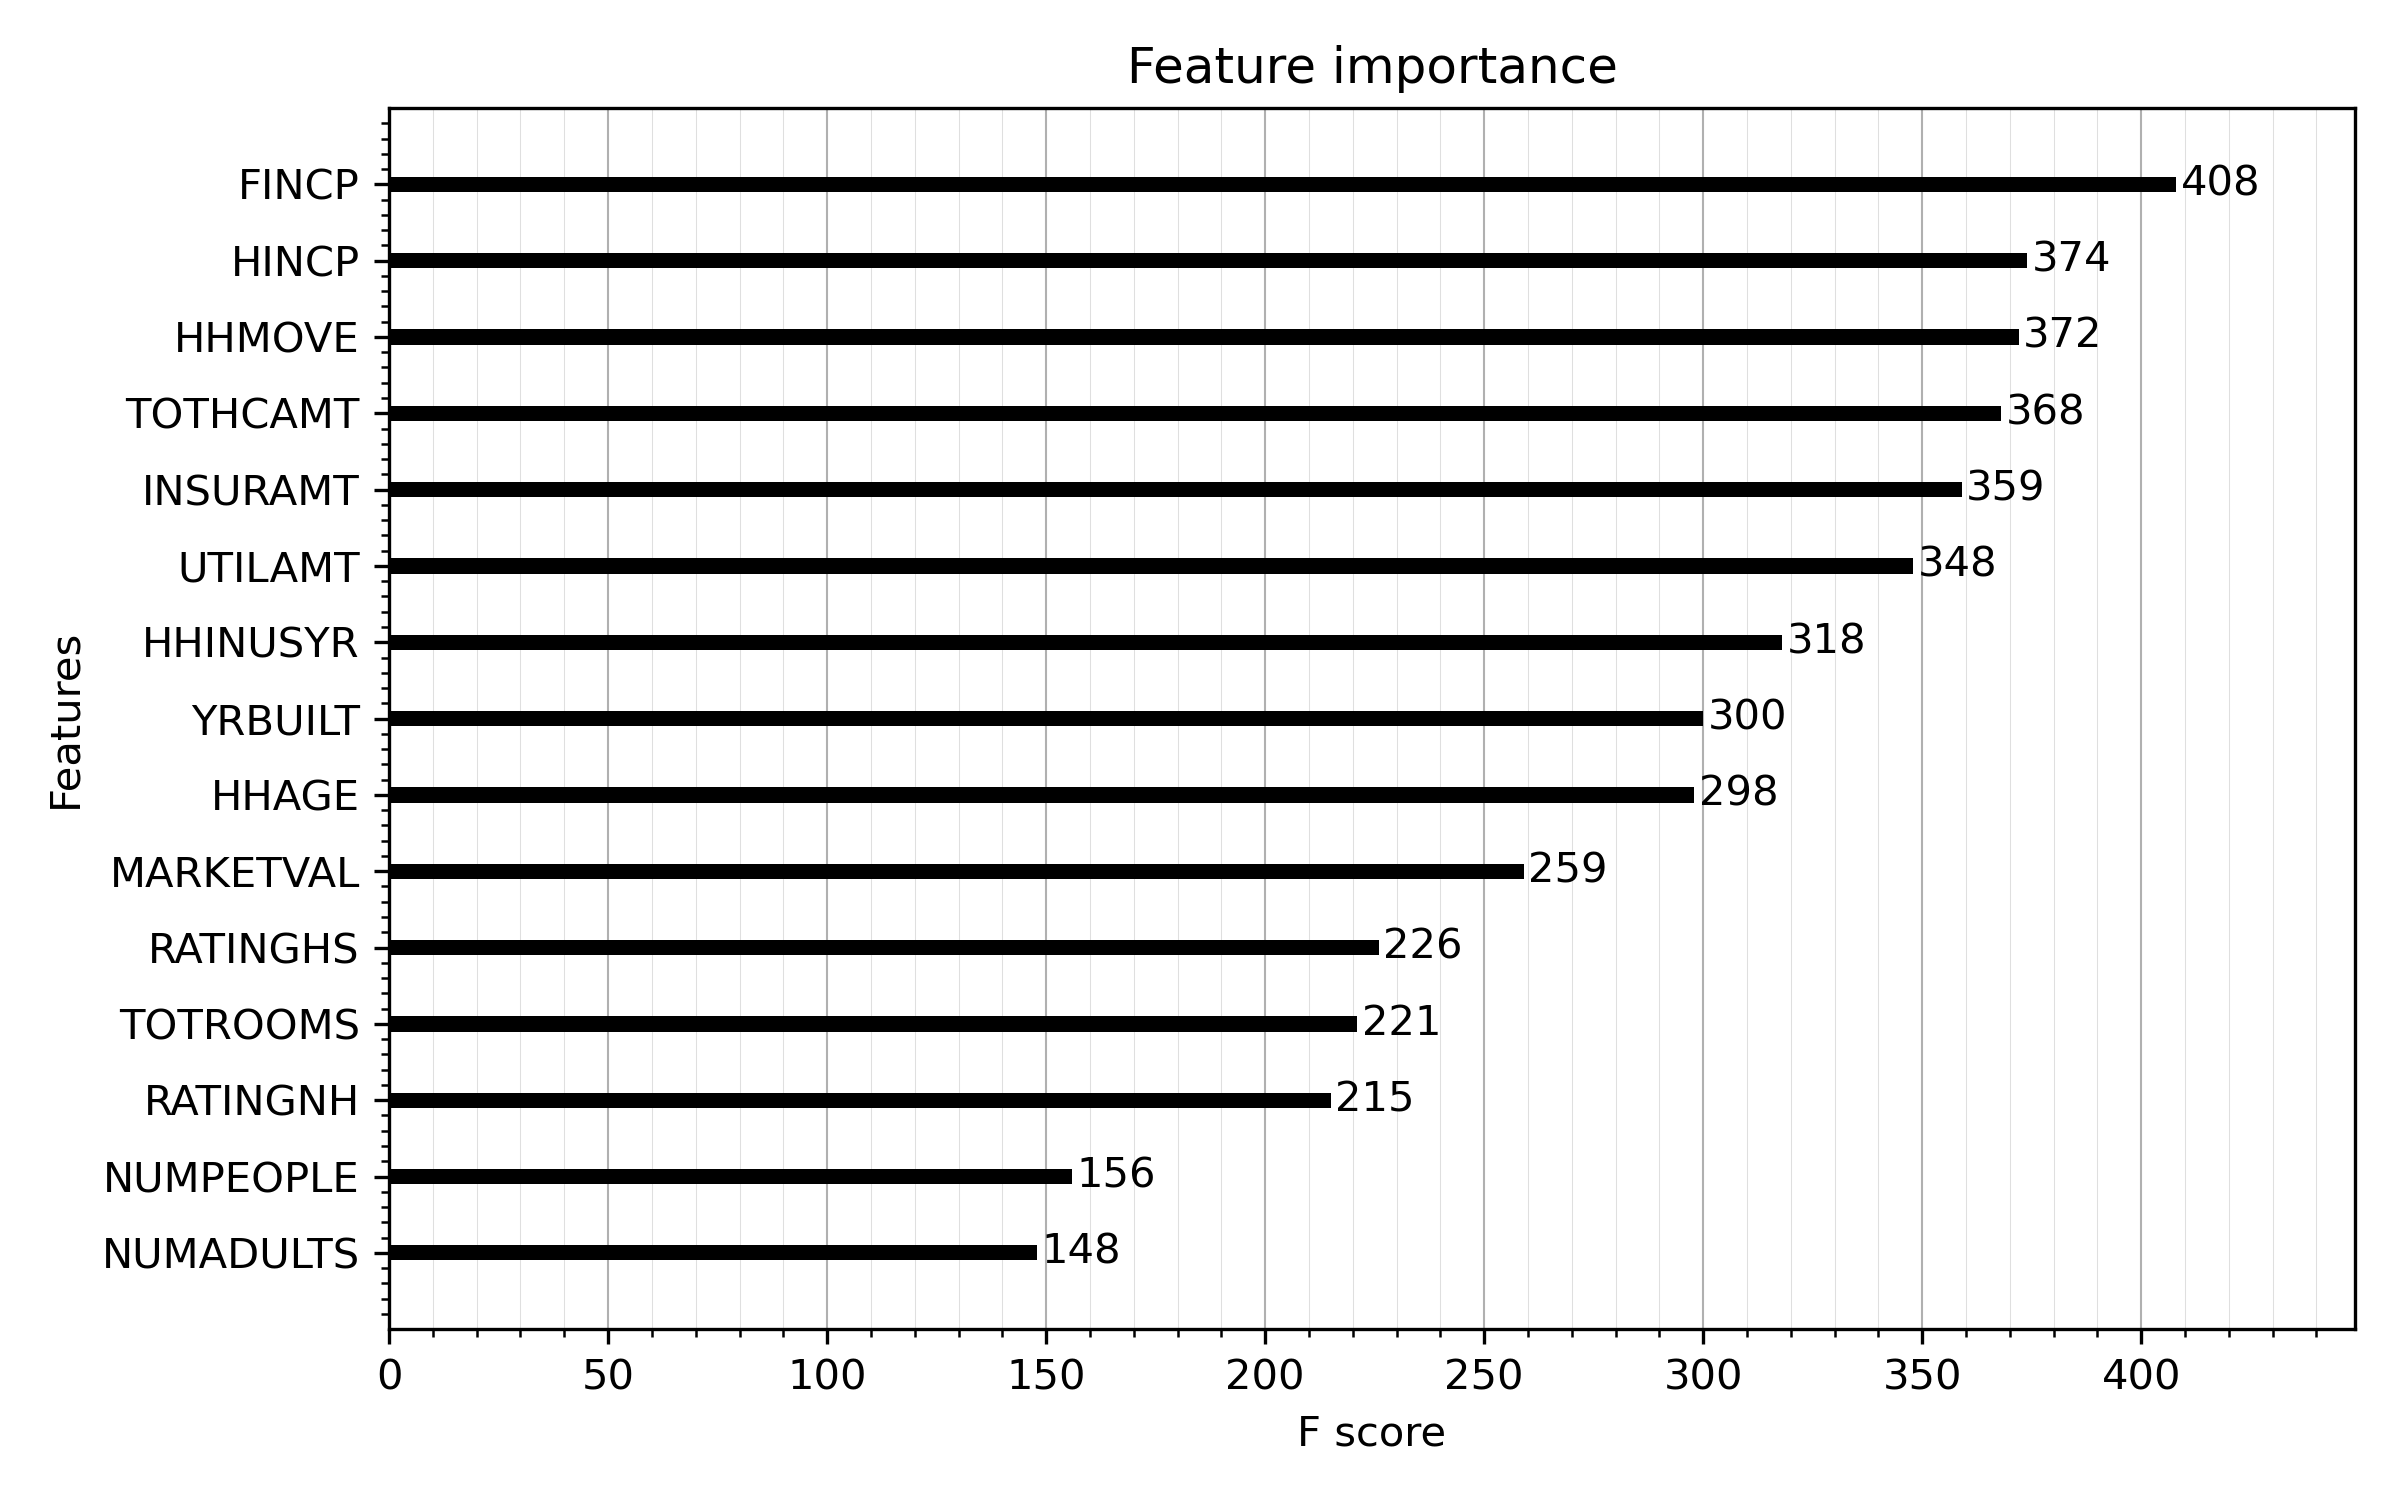 Feature importance
FINCP 408
HINCP 374
HHMOVE 372
TOTHCAMT 368
INSURAMT 359
UTILAMT 348
HHINUSYR 318
YRBUILT 300
HHAGE 298
MARKETVAL 259
RATINGHS 226
TOTROOMS 221
RATINGNH 215
NUMPEOPLE 156
NUMADULTS 148
Features
0 50 100 150 200 250 300 350 400
F score